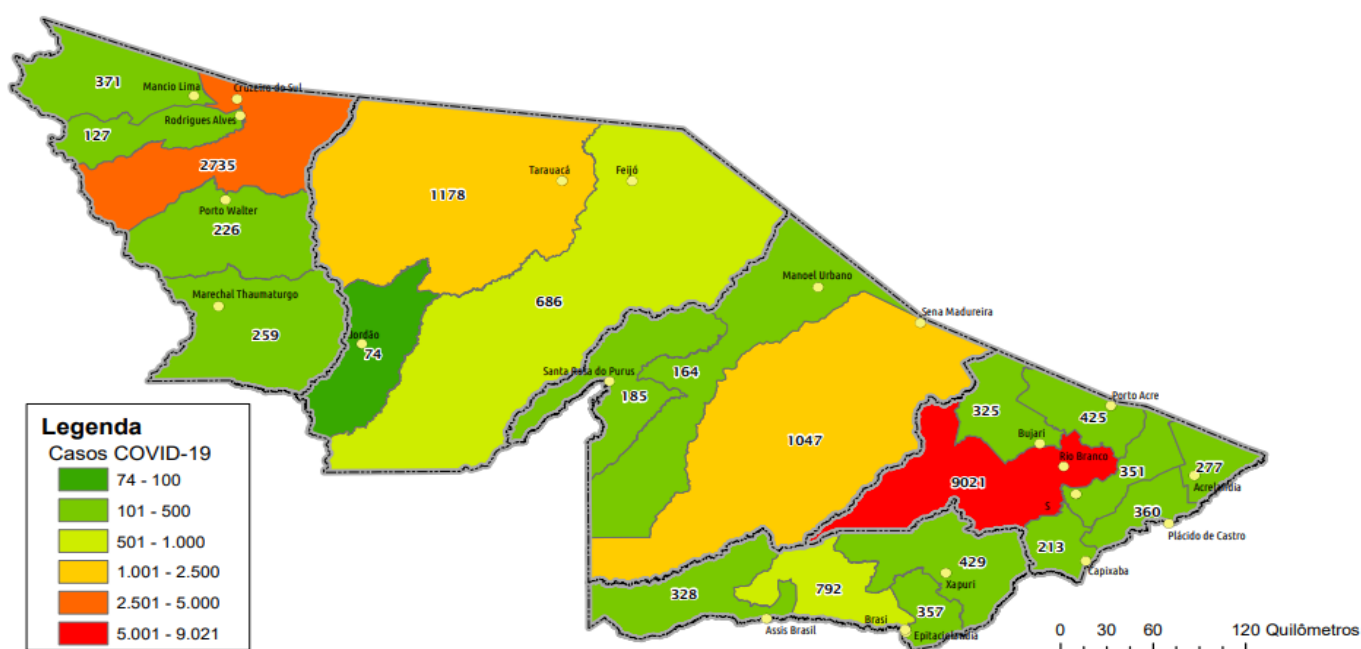 371
Mancio Lima
Cruzeiro do Sul
127
Rodrigues Alves
2735
Porto Walter
226
Marechal Thaumaturgo
259
1178
Tarauacá
Feijó
686
Jordão
74
Manoel Urbano
Sena Madureira
Santa Rosa do Purus
164
185
1047
325
Porto Acre
425
Bujari
Rio Branco
9021
351
277
Acrelândia
S
360
Plácido de Castro
213
Capixaba
429
Xapuri
328
792
357
Brasi
Assis Brasil
Legenda
Casos COVID-19
74 - 100
101 - 500
501 - 1.000
1.001 - 2.500
2.501 - 5.000
5.001 - 9.021
0 30 60 120 Quilômetros